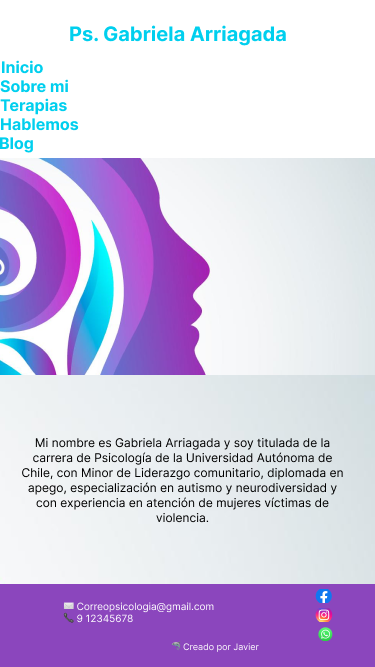 Ps. Gabriela Arriagada
Inicio
Sobre mi
Terapias
Hablemos
Blog
Mi nombre es Gabriela Arriagada y soy titulada de la
carrera de Psicología de la Universidad Autónoma de
Chile, con Minor de Liderazgo comunitario, diplomada en
apego, especialización en autismo y neurodiversidad y
con experiencia en atención de mujeres víctimas de
violencia.
Correopsicologia@gmail.com
9 12345678
Creado por Javier